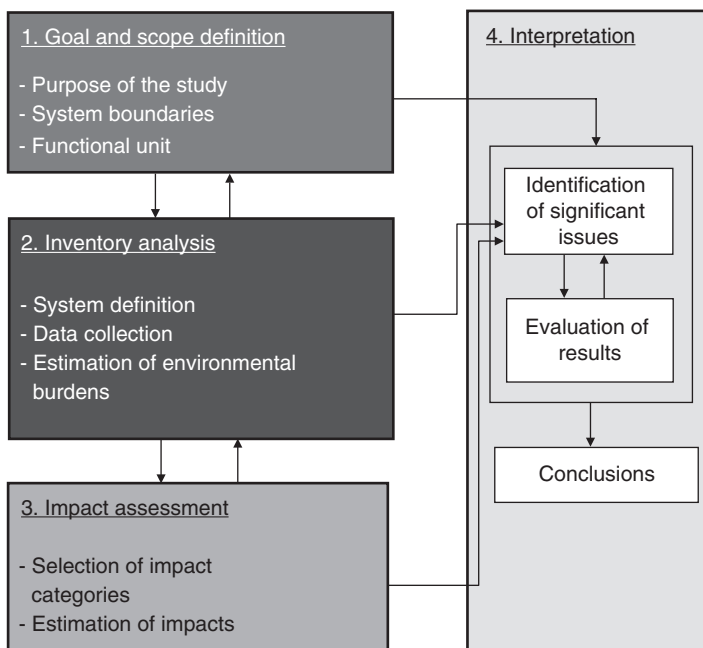 1. Goal and scope definition
- Purpose of the study
- System boundaries
- Functional unit
2. Inventory analysis
- System definition
- Data collection
- Estimation of environmental
burdens
3. Impact assessment
- Selection of impact
categories
- Estimation of impacts
4. Interpretation
Identification
of significant
issues
Evaluation of
results
Conclusions